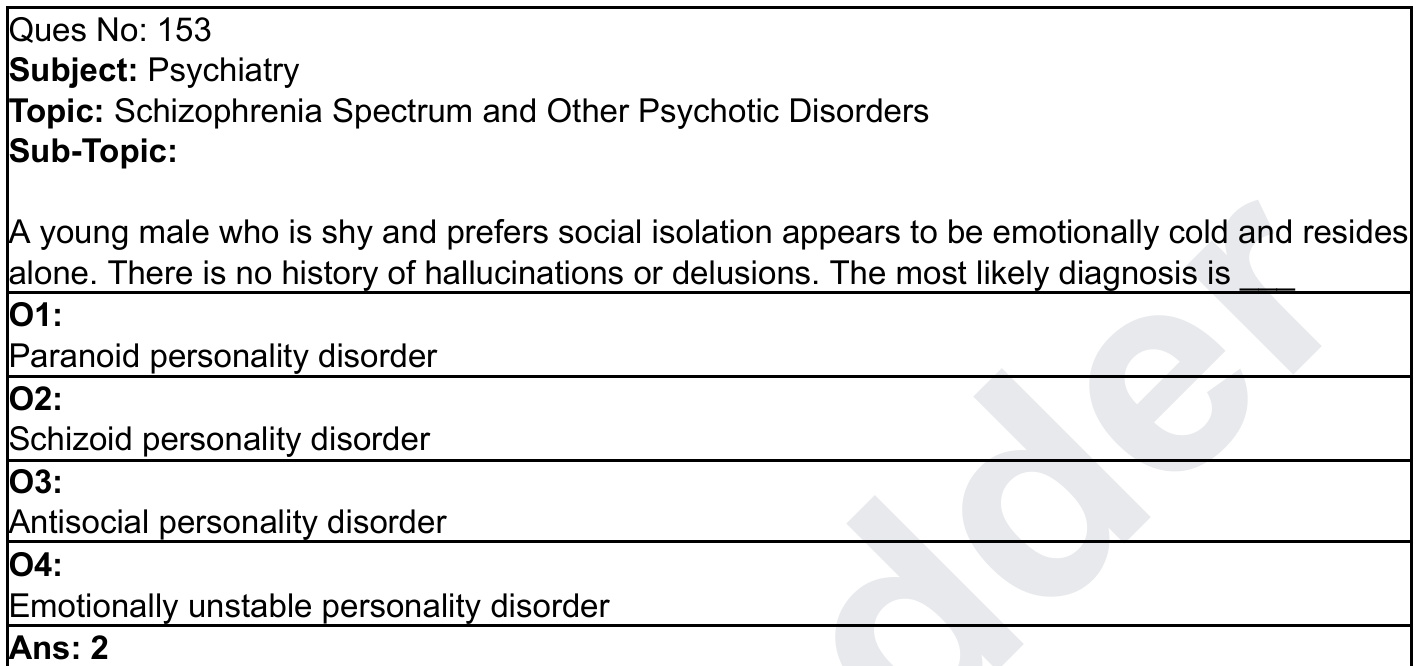 Ques No: 153
Subject: Psychiatry
Topic: Schizophrenia Spectrum and Other Psychotic Disorders
Sub-Topic:
A young male who is shy and prefers social isolation appears to be emotionally cold and resides
alone. There is no history of hallucinations or delusions. The most likely diagnosis is ___
O1:
Paranoid personality disorder
O2:
Schizoid personality disorder
O3:
Antisocial personality disorder
O4:
Emotionally unstable personality disorder
Ans: 2